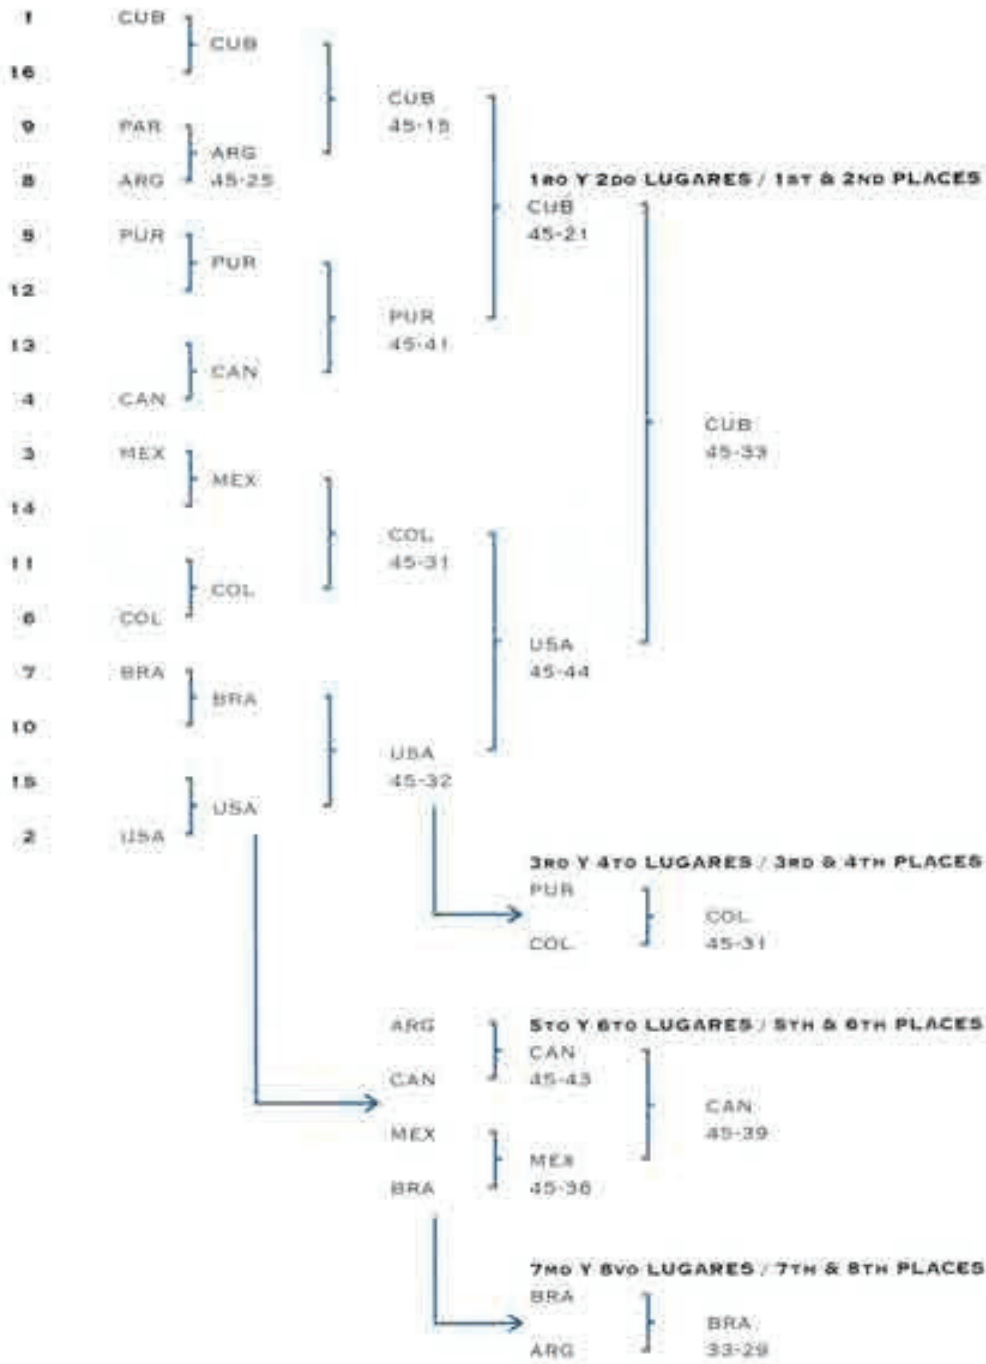 1 CUB
CUB
16
CUB
45-15
9 PAR
ARG
8 ARG 45-25
1RO Y 2DO LUGARES / 1ST & 2ND PLACES
CUB
45-21
5 PUR
PUR
12
PUR
45-41
13
CAN
4 CAN
CUB
45-33
3 MEX
MEX
14
COL
45-31
11
COL
6 COL
USA
45-44
7 BRA
BRA
10
USA
45-32
15
USA
2 USA
3RO Y 4TO LUGARES / 3RD & 4TH PLACES
PUR
COL
45-31
COL
ARG
5TO Y 6TO LUGARES / 5TH & 6TH PLACES
CAN
45-43
CAN
CAN
45-39
MEX
MEX
45-36
BRA
7MO Y 8VO LUGARES / 7TH & 8TH PLACES
BRA
BRA
33-29
ARG